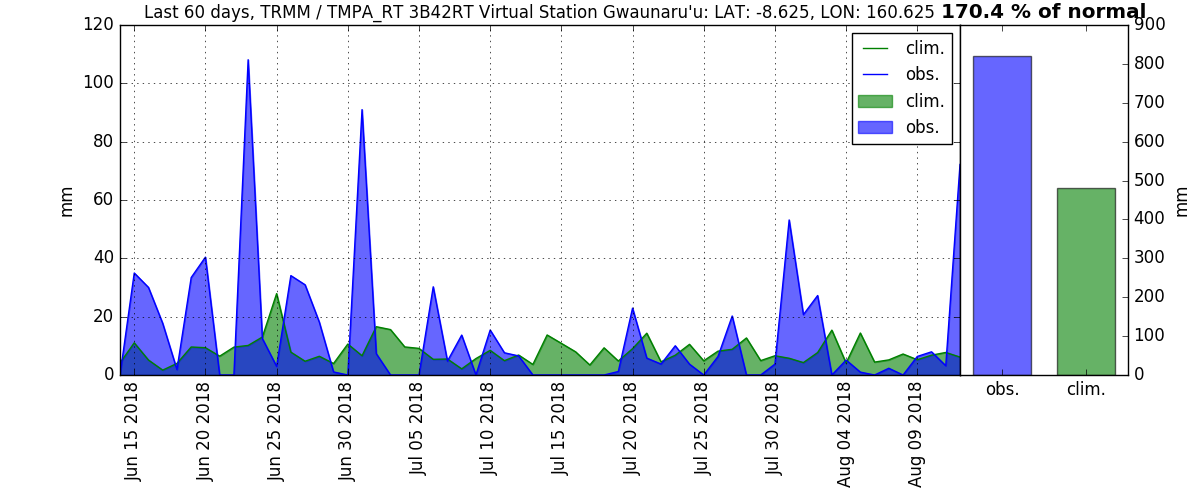 Last 60 days, TRMM / TMPA_RT 3B42RT Virtual Station Gwaunaru'u: LAT: -8.625, LON: 160.625 170.4 % of normal
120
100
80
60
40
20
0
mm
clim.
obs.
clim.
obs.
Jun 15 2018
Jun 20 2018
Jun 25 2018
Jun 30 2018
Jul 05 2018
Jul 10 2018
Jul 15 2018
Jul 20 2018
Jul 25 2018
Jul 30 2018
Aug 04 2018
Aug 09 2018
900
800
700
600
500
400
300
200
100
0
mm
obs.
clim.